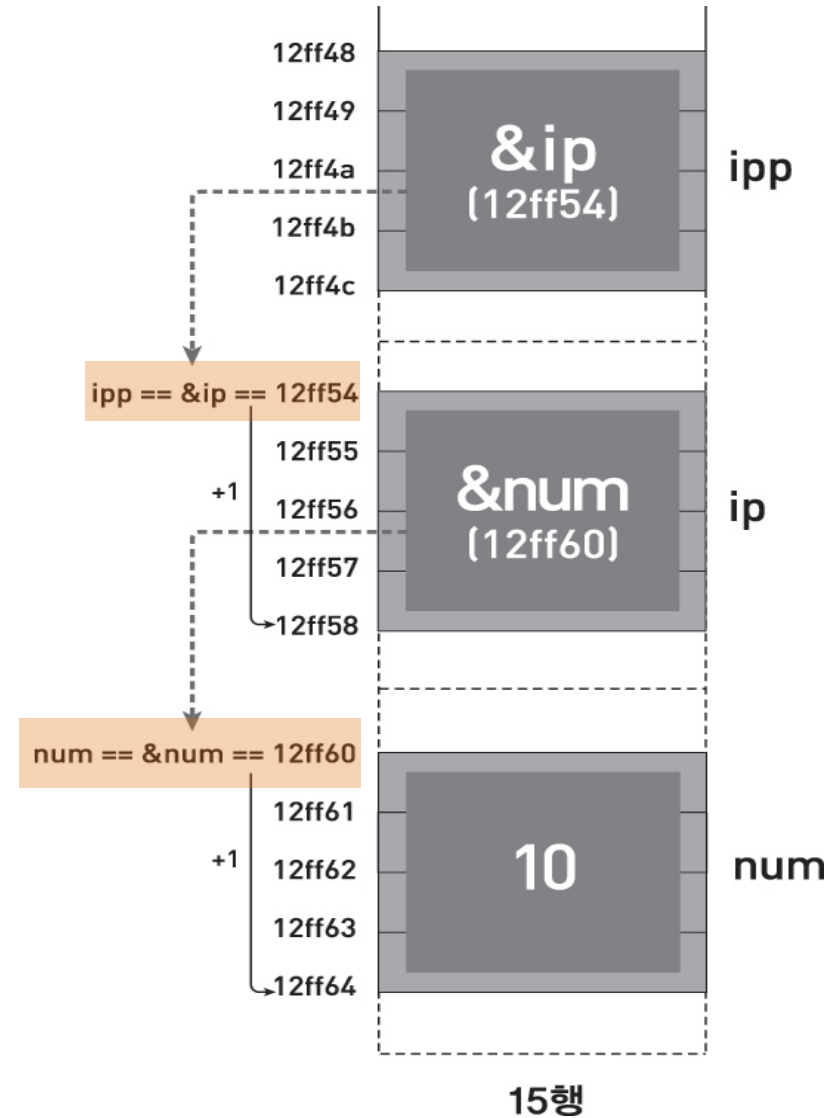 12ff48
12ff49
&ip
12ff4a
ipp
(12ff54)
12ff4b
12ff4c
ipp == &ip == 12ff54
12ff55
+1
&num
12ff56
ip
(12ff60)
12ff57
12ff58
num == &num == 12ff60
12ff61
+1
10
12ff62
num
12ff63
12ff64
15행